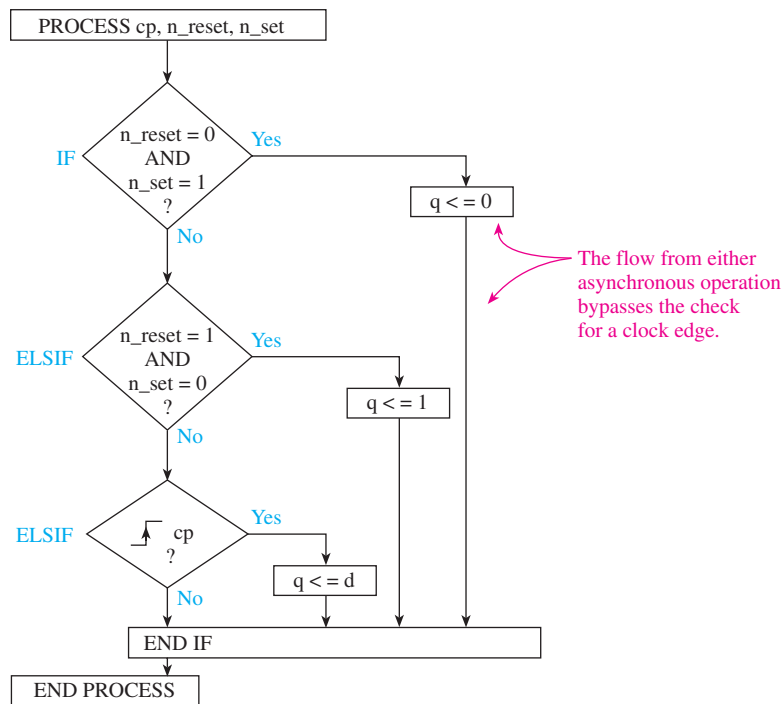 PROCESS cp, n_reset, n_set
IF
n_reset = 0
AND
n_set = 1
?
Yes
No
q < = 0
The flow from either
asynchronous operation
bypasses the check
for a clock edge.
ELSIF
n_reset = 1
AND
n_set = 0
?
Yes
No
q < = 1
ELSIF
cp
?
Yes
No
q < = d
END IF
END PROCESS